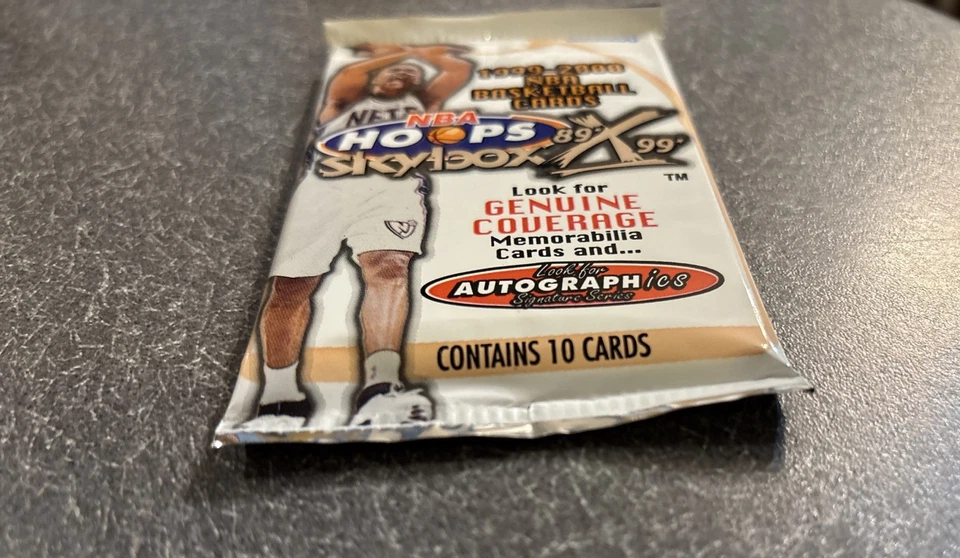 1999-2000
NBA
BASKETBALL
CARDS
NETS
NBA
HOOPS
SKYBOX
89' X 99'
TM
Look for
GENUINE
COVERAGE
Memorabilia
Cards and...
Look for
AUTOGRAPHics
Signature Series
CONTAINS 10 CARDS